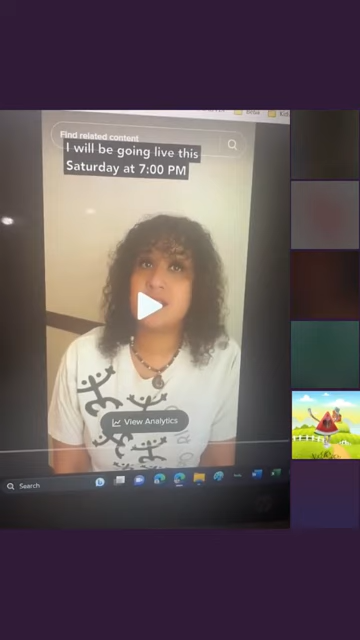 Find related content
I will be going live this
Saturday at 7:00 PM
View Analytics
Search